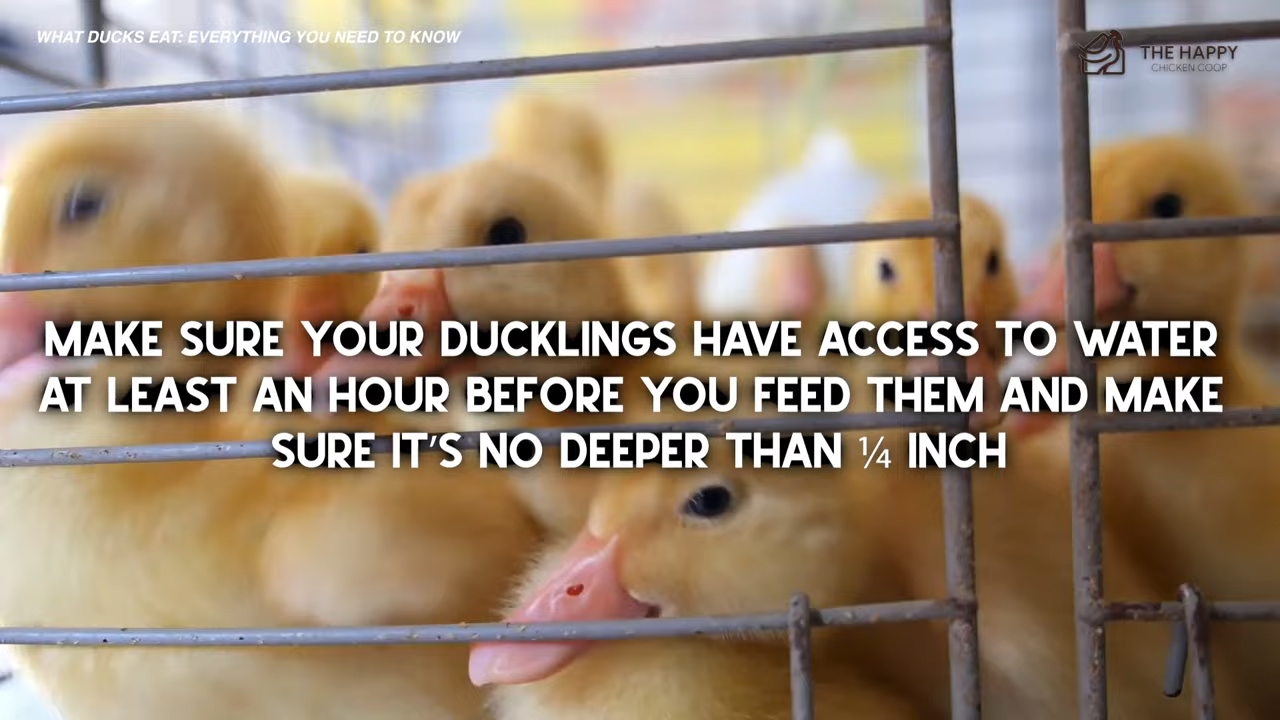 WHAT DUCKS EAT: EVERYTHING YOU NEED TO KNOW
THE HAPPY
CHICKEN COOP
MAKE SURE YOUR DUCKLINGS HAVE ACCESS TO WATER
AT LEAST AN HOUR BEFORE YOU FEED THEM AND MAKE
SURE IT'S NO DEEPER THAN ¼ INCH